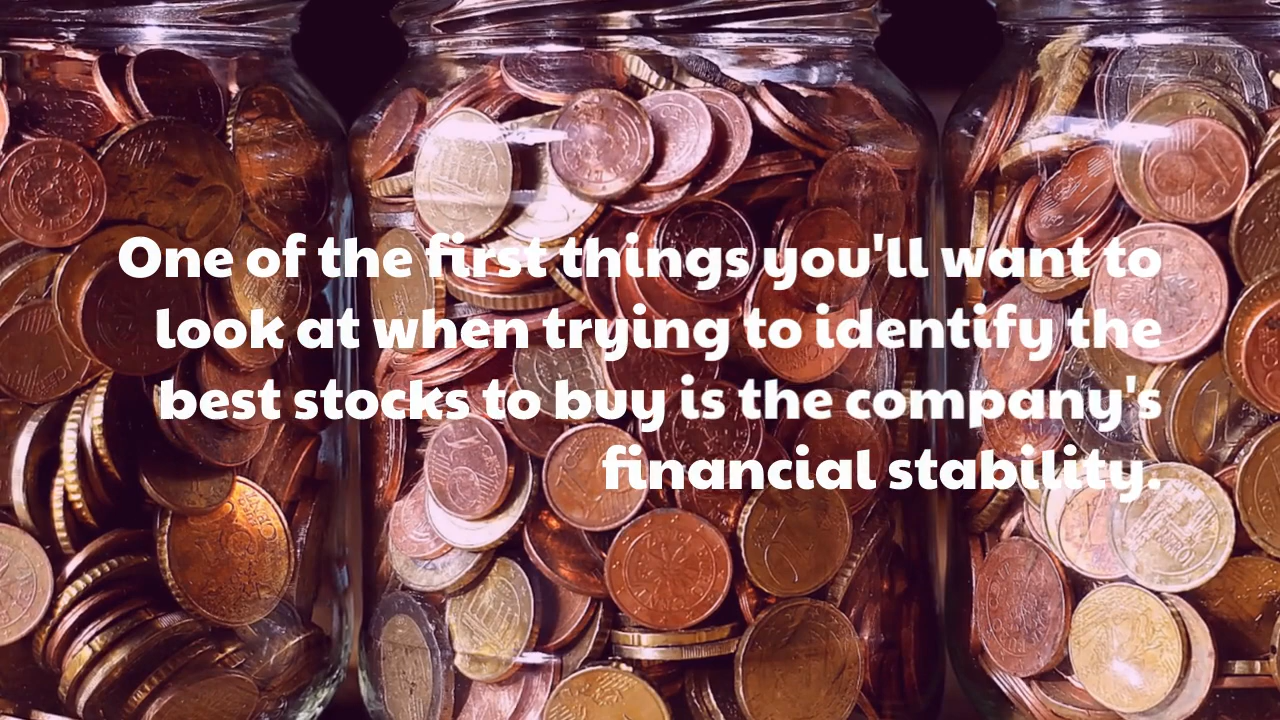 One of the first things you'll want to
look at when trying to identify the
best stocks to buy is the company's
financial stability.